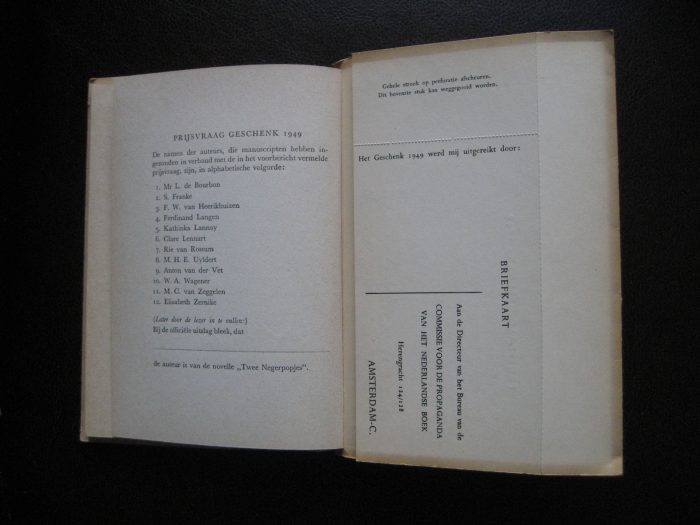 PRIJSVRAAG GESCHENK 1949
De namen der auteurs, die manuscripten hebben in-
gezonden in verband met de in het voorbericht vermelde
prijsvraag, zijn, in alphabetische volgorde:
1. Mr L. de Bourbon
2. S. Franke
3. F. W. van Heerikhuizen
4. Ferdinand Langen
5. Kathinka Lannoy
6. Clare Lennart
7. Rie van Rossum
8. M. H. E. Uyldert
9. Anton van der Vet
10. W. A. Wagener
11. M. C. van Zeggelen
12. Elisabeth Zernike
(Later door de lezer in te vullen:)
Bij de officiële uitslag bleek, dat
de auteur is van de novelle „Twee Negerpopjes".
Gehele strook op perforatie afscheuren.
Dit bovenste stuk kan weggegooid worden.
Het Geschenk 1949 werd mij uitgereikt door:
BRIEFKAART
Aan de Directeur van het Bureau van de
COMMISSIE VOOR DE PROPAGANDA
VAN HET NEDERLANDSE BOEK
Herengracht 124/128
AMSTERDAM-C.